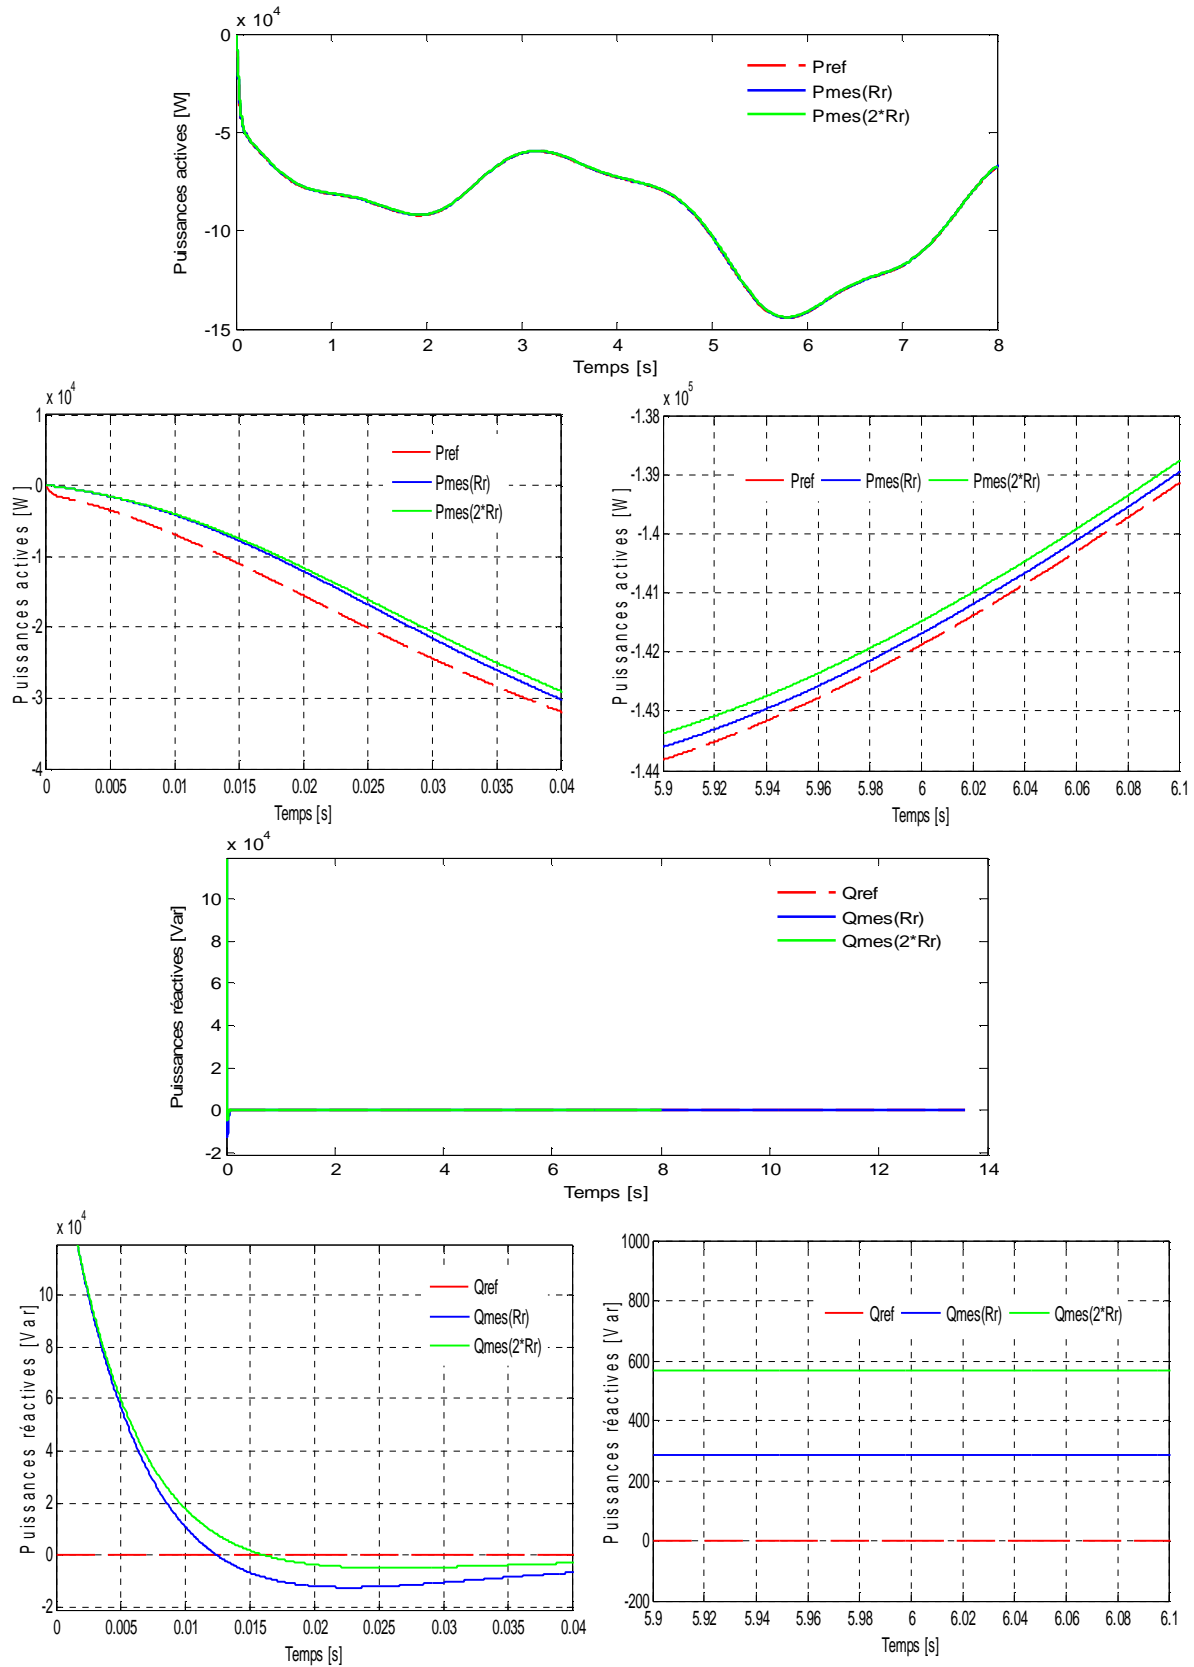 x 10^4
0
-5
-10
-15
Puissances actives [W]
Pref
Pmes(Rr)
Pmes(2*Rr)
0 1 2 3 4 5 6 7 8
Temps [s]
x 10^4
1
0
-1
-2
-3
-4
Puissances actives [W]
Pref
Pmes(Rr)
Pmes(2*Rr)
0 0.005 0.01 0.015 0.02 0.025 0.03 0.035 0.04
Temps [s]
x 10^5
-1.38
-1.39
-1.4
-1.41
-1.42
-1.43
-1.44
Puissances actives [W]
Pref Pmes(Rr) Pmes(2*Rr)
5.9 5.92 5.94 5.96 5.98 6 6.02 6.04 6.06 6.08 6.1
Temps [s]
x 10^4
10
8
6
4
2
0
-2
Puissances réactives [Var]
Qref
Qmes(Rr)
Qmes(2*Rr)
0 2 4 6 8 10 12 14
Temps [s]
x 10^4
10
8
6
4
2
0
-2
Puissances réactives [Var]
Qref
Qmes(Rr)
Qmes(2*Rr)
0 0.005 0.01 0.015 0.02 0.025 0.03 0.035 0.04
Temps [s]
1000
800
600
400
200
0
-200
Puissances réactives [Var]
Qref Qmes(Rr) Qmes(2*Rr)
5.9 5.92 5.94 5.96 5.98 6 6.02 6.04 6.06 6.08 6.1
Temps [s]